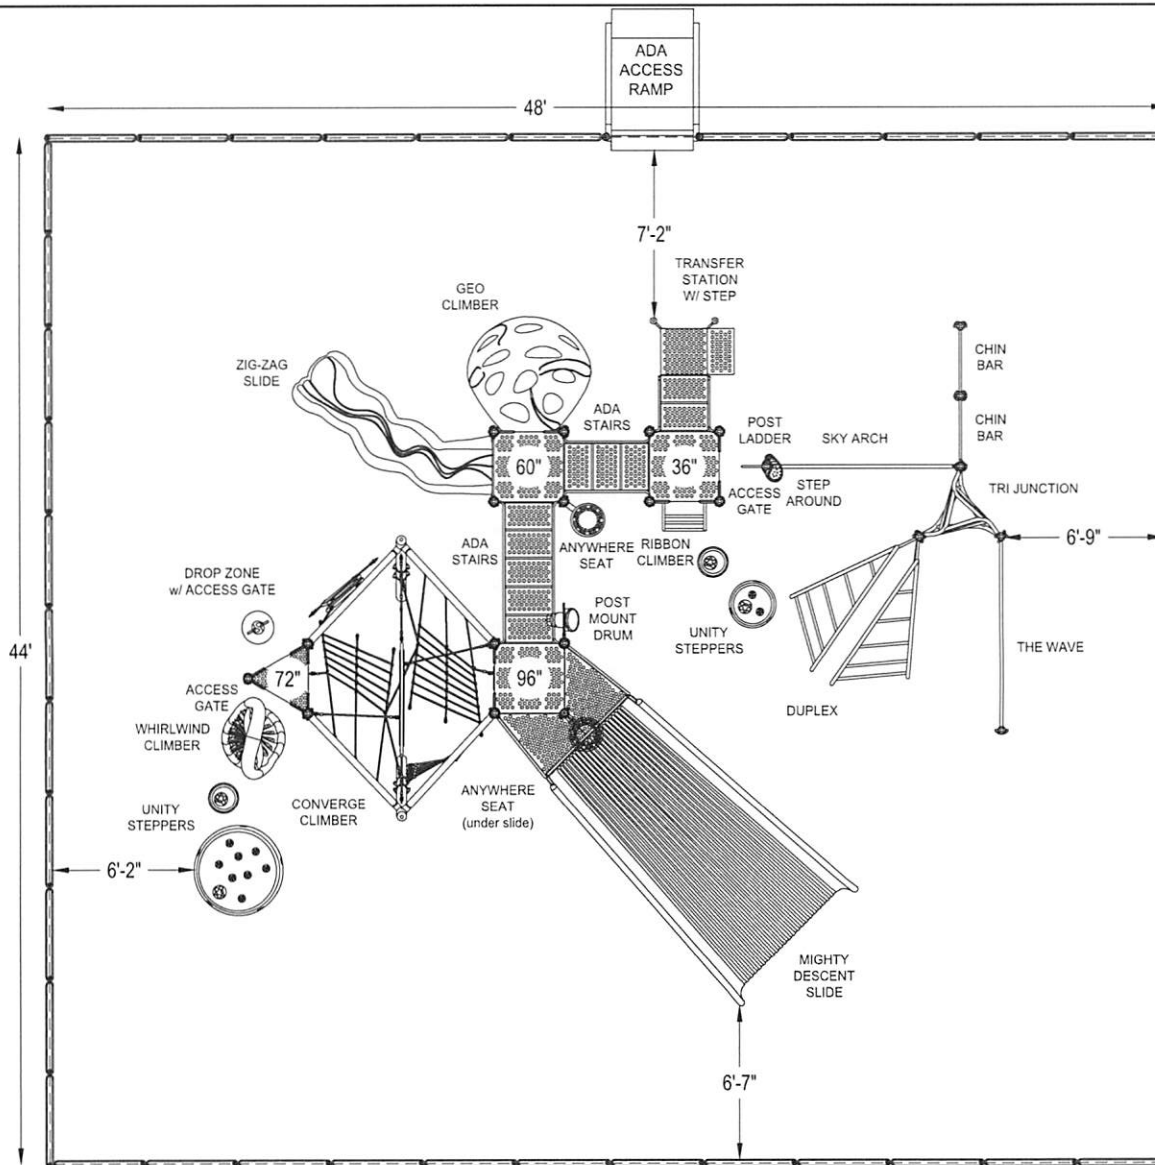 ADA
ACCESS
RAMP
48'
7'-2"
TRANSFER
STATION
W/ STEP
GEO
CLIMBER
ZIG-ZAG
SLIDE
CHIN
BAR
ADA
STAIRS
POST
LADDER
SKY ARCH
CHIN
BAR
60"
36"
ACCESS
GATE
STEP
AROUND
TRI JUNCTION
ADA
STAIRS
ANYWHERE
SEAT
RIBBON
CLIMBER
6'-9"
DROP ZONE
w/ ACCESS GATE
POST
MOUNT
DRUM
UNITY
STEPPERS
THE WAVE
44'
72"
96"
ACCESS
GATE
DUPLEX
WHIRLWIND
CLIMBER
UNITY
STEPPERS
CONVERGE
CLIMBER
ANYWHERE
SEAT
(under slide)
6'-2"
MIGHTY
DESCENT
SLIDE
6'-7"